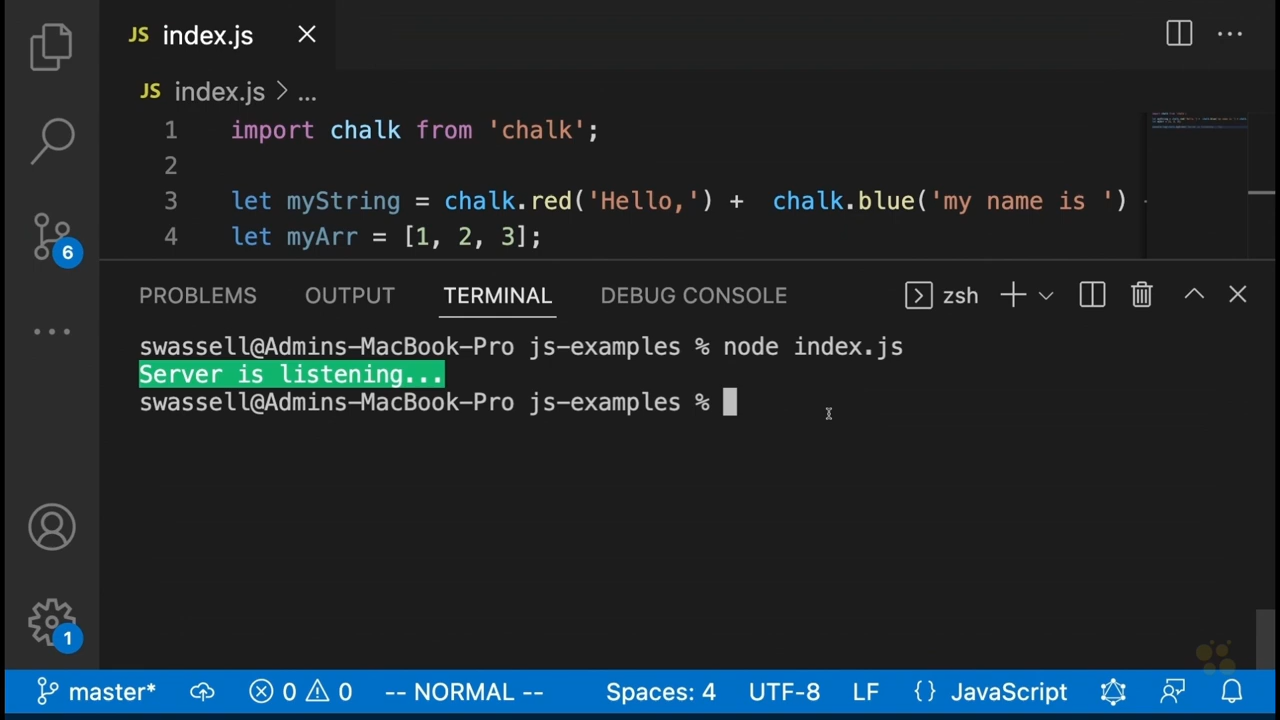 JS index.js
JS index.js > ...
1 import chalk from 'chalk';
2
3 let myString = chalk.red('Hello,') + chalk.blue('my name is ')
4 let myArr = [1, 2, 3];
6
PROBLEMS OUTPUT TERMINAL DEBUG CONSOLE zsh
swassell@Admins-MacBook-Pro js-examples % node index.js
Server is listening...
swassell@Admins-MacBook-Pro js-examples %
1
master* 0 0 -- NORMAL -- Spaces: 4 UTF-8 LF {} JavaScript